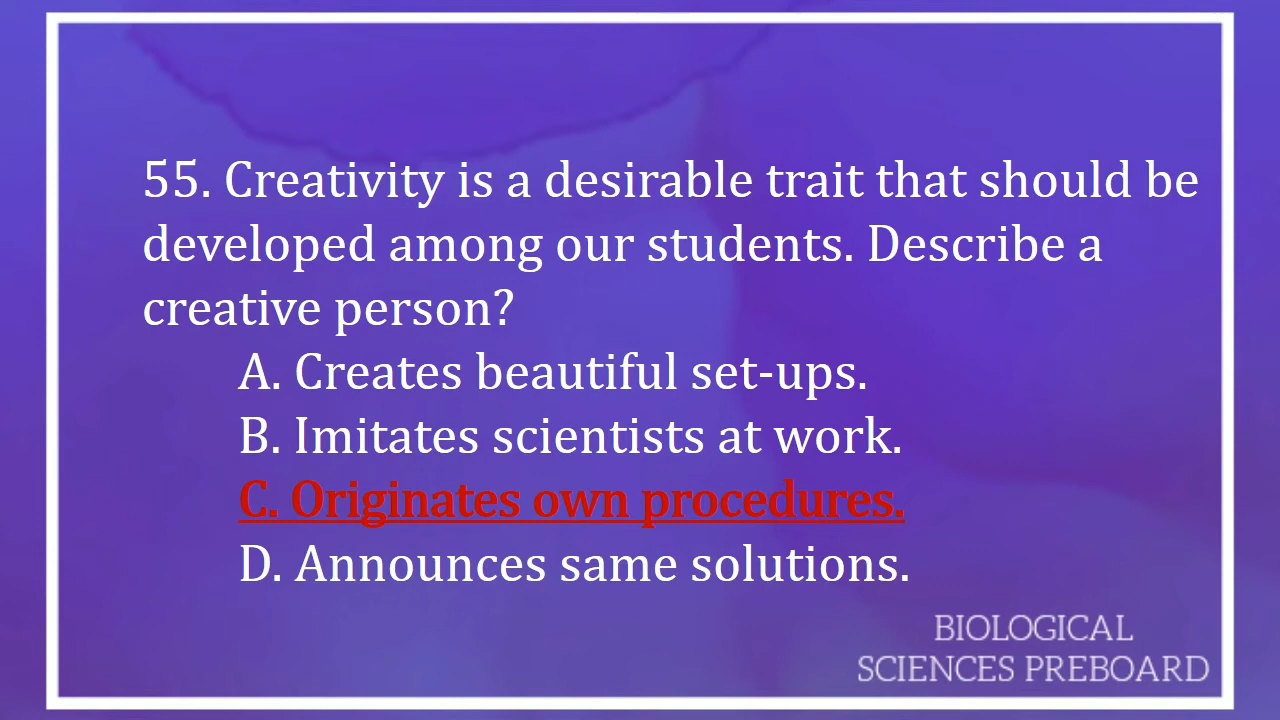 55. Creativity is a desirable trait that should be
developed among our students. Describe a
creative person?
A. Creates beautiful set-ups.
B. Imitates scientists at work.
C. Originates own procedures.
D. Announces same solutions.
BIOLOGICAL
SCIENCES PREBOARD